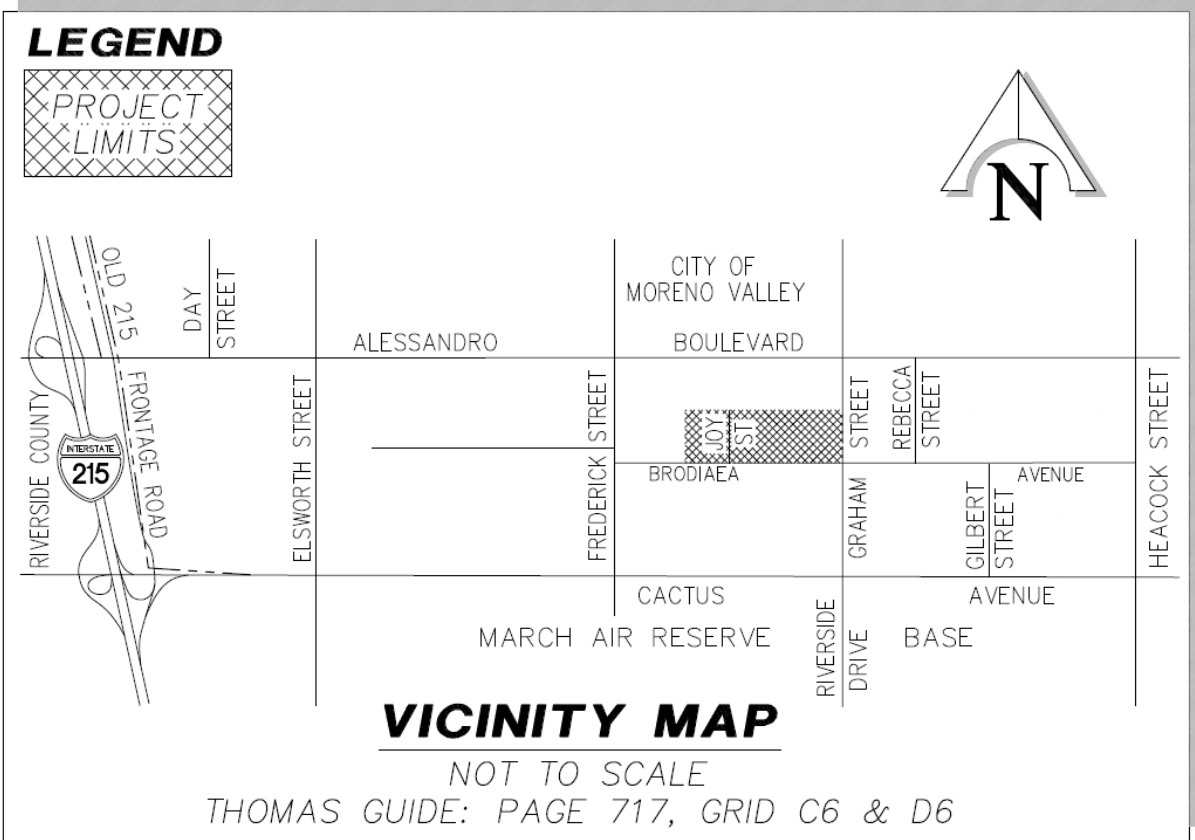 LEGEND
PROJECT
LIMITS
N
OLD 215 FRONTAGE ROAD
DAY
STREET
CITY OF
MORENO VALLEY
ALESSANDRO BOULEVARD
RIVERSIDE COUNTY
INTERSTATE
215
ELSWORTH STREET
FREDERICK STREET
JOY
ST
BRODIAEA AVENUE
GRAHAM STREET
REBECCA
STREET
GILBERT
STREET
HEACOCK STREET
CACTUS AVENUE
MARCH AIR RESERVE BASE
RIVERSIDE
DRIVE
VICINITY MAP
NOT TO SCALE
THOMAS GUIDE: PAGE 717, GRID C6 & D6